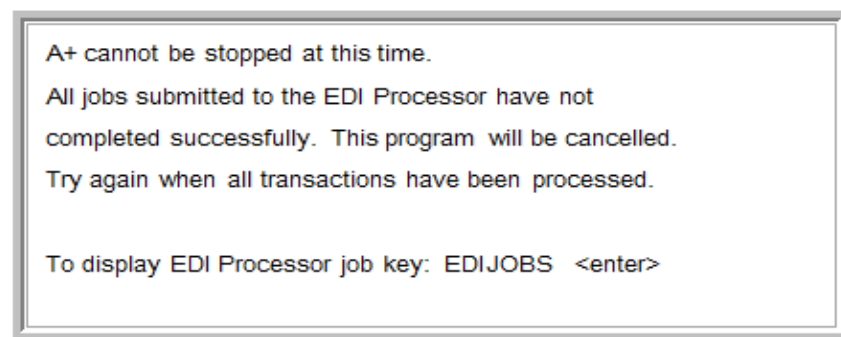 A+ cannot be stopped at this time.
All jobs submitted to the EDI Processor have not
completed successfully. This program will be cancelled.
Try again when all transactions have been processed.
To display EDI Processor job key: EDIJOBS <enter>